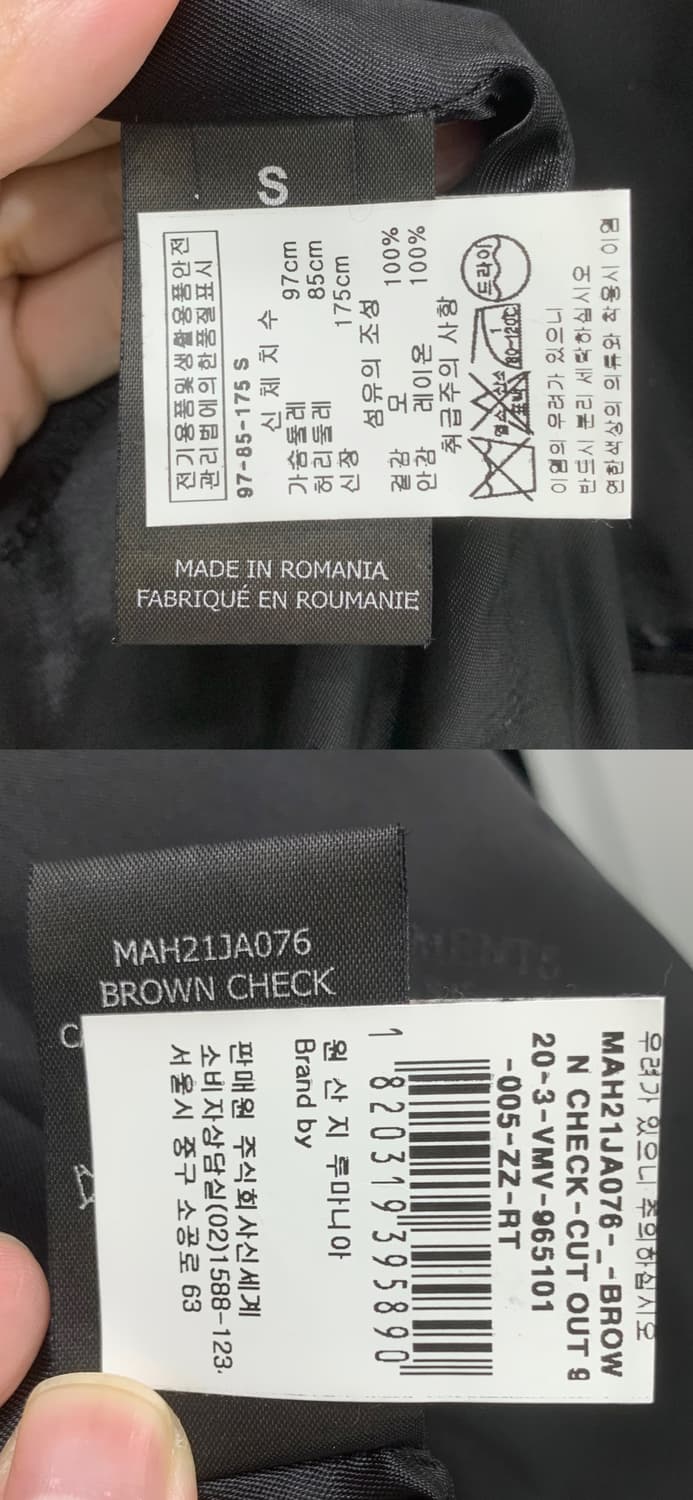 S
전기용품및생활용품안전
관리법에의한품질표시
97-85-175 S
신 체 치 수
가슴둘레 97cm
허리둘레 85cm
신장 175cm
섬유의 조성
겉감 모 100%
안감 레이온 100%
취급주의 사항
드라이
80-120℃
이염의 우려가 있으니
반드시 분리 세탁하십시오
연한색상의 의류와 착용시 이염
MADE IN ROMANIA
FABRIQUÉ EN ROUMANIE
MAH21JA076
BROWN CHECK
우려가 있으니 주의하십시오
MAH21JA076-_-BROW
N CHECK-CUT OUT 8
20-3-VMV-965101
-005-ZZ-RT
1 820319395890
원 산 지 루마니아
Brand by
판매원 주식회사신세계
소비자상담실(02)1588-123
서울시 중구 소공로 63